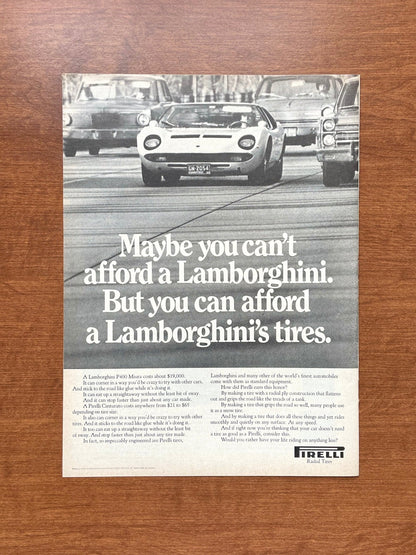 GW·2054
Maybe you can't
afford a Lamborghini.
But you can afford
a Lamborghini's tires.
A Lamborghini P400 Miura costs about $19,000.
It can corner in a way you'd be crazy to try with other cars.
And stick to the road like glue while it's doing it.
It can eat up a straightaway without the least bit of sway.
And it can stop faster than just about any car made.
A Pirelli Cinturato costs anywhere from $21 to $65
depending on tire size.
It also can corner in a way you'd be crazy to try with other
tires. And it sticks to the road like glue while it's doing it.
It too can eat up a straightaway without the least bit
of sway. And stop faster than just about any tire made.
In fact, so impeccably engineered are Pirelli tires,
Lamborghini and many other of the world's finest automobiles
come with them as standard equipment.
How did Pirelli earn this honor?
By making a tire with a radial ply construction that flattens
out and grips the road like the treads of a tank.
By making a tire that grips the road so well, many people use
it as a snow tire.
And by making a tire that does all these things and yet rides
smoothly and quietly on any surface. At any speed.
And if right now you're thinking that your car doesn't need
a tire as good as a Pirelli, consider this.
Would you rather have your life riding on anything less?
PIRELLI
Radial Tires